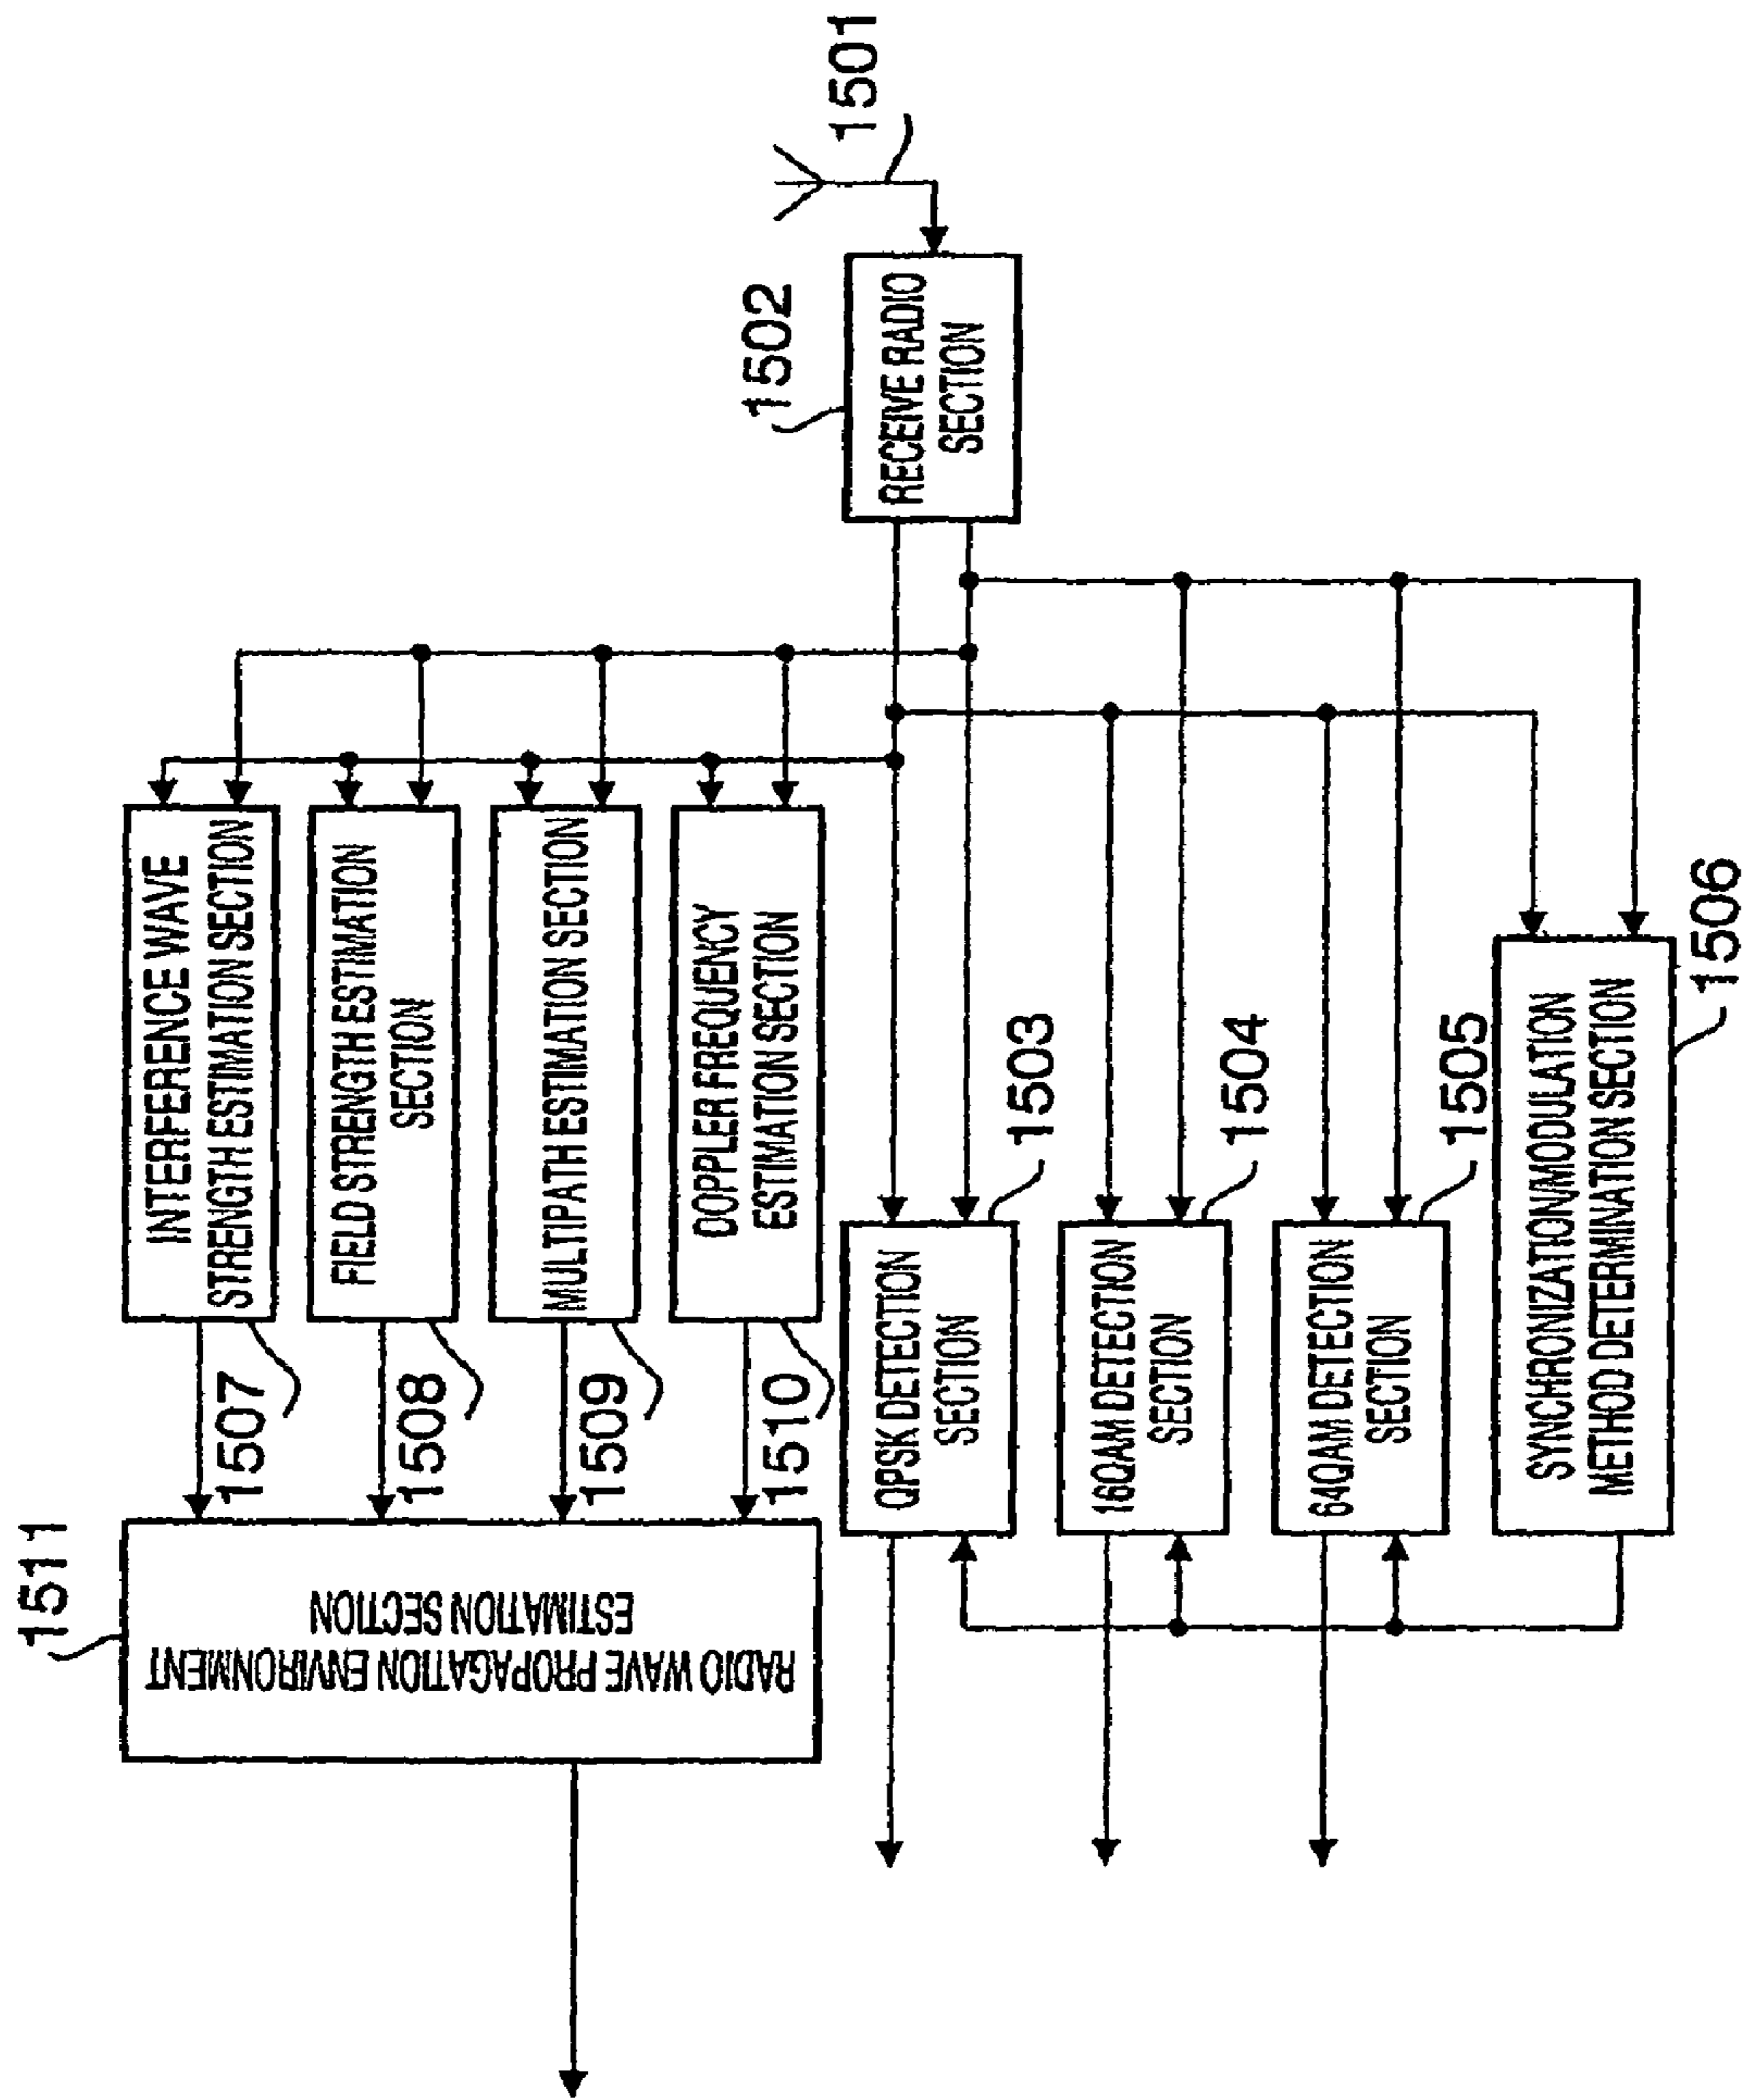 1501
1502
RECEIVE RADIO
SECTION
INTERFERENCE WAVE
STRENGTH ESTIMATION SECTION
1507
FIELD STRENGTH ESTIMATION
SECTION
1508
MULTIPATH ESTIMATION SECTION
1509
DOPPLER FREQUENCY
ESTIMATION SECTION
1510
1511
RADIO WAVE PROPAGATION ENVIRONMENT
ESTIMATION SECTION
QPSK DETECTION
SECTION
1503
16QAM DETECTION
SECTION
1504
64QAM DETECTION
SECTION
1505
SYNCHRONIZATION/MODULATION
METHOD DETERMINATION SECTION
1506